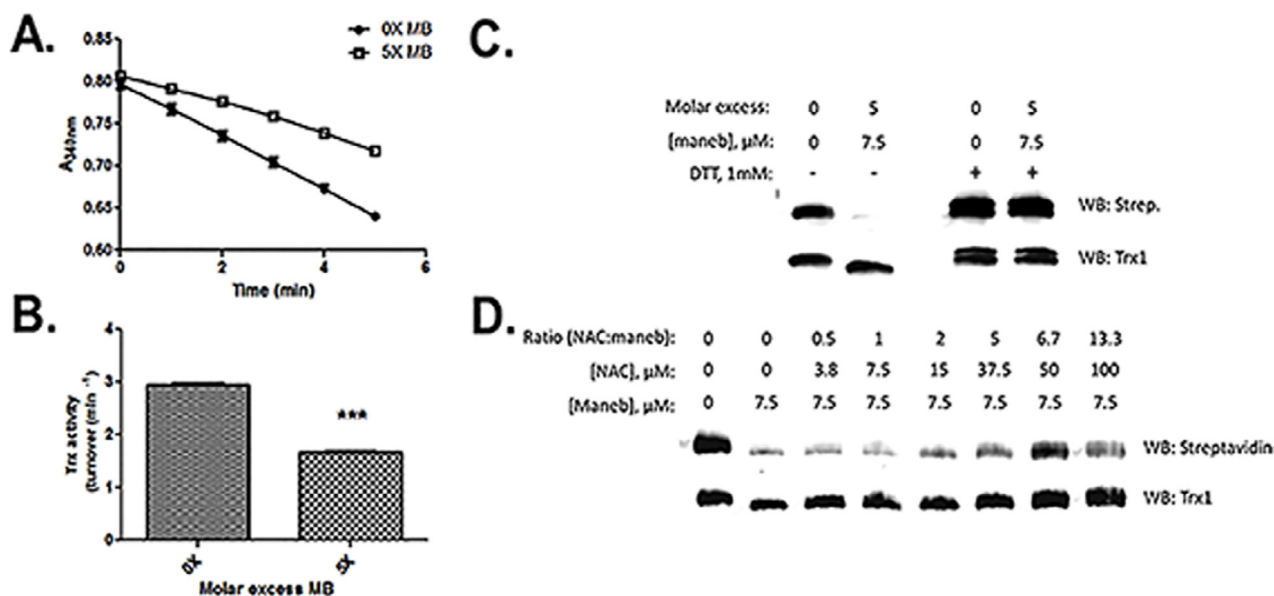 A.
0X MB
5X MB
A340nm
0.85
0.80
0.75
0.70
0.65
0.60
0 2 4 6
Time (min)
B.
Trx activity
(turnover (min -1)
4
3
2
1
0
***
0X 5X
Molar excess MB
C.
Molar excess: 0 5 0 5
[maneb], µM: 0 7.5 0 7.5
DTT, 1mM: - - + +
WB: Strep.
WB: Trx1
D.
Ratio (NAC:maneb): 0 0 0.5 1 2 5 6.7 13.3
[NAC], µM: 0 0 3.8 7.5 15 37.5 50 100
[Maneb], µM: 0 7.5 7.5 7.5 7.5 7.5 7.5 7.5
WB: Streptavidin
WB: Trx1